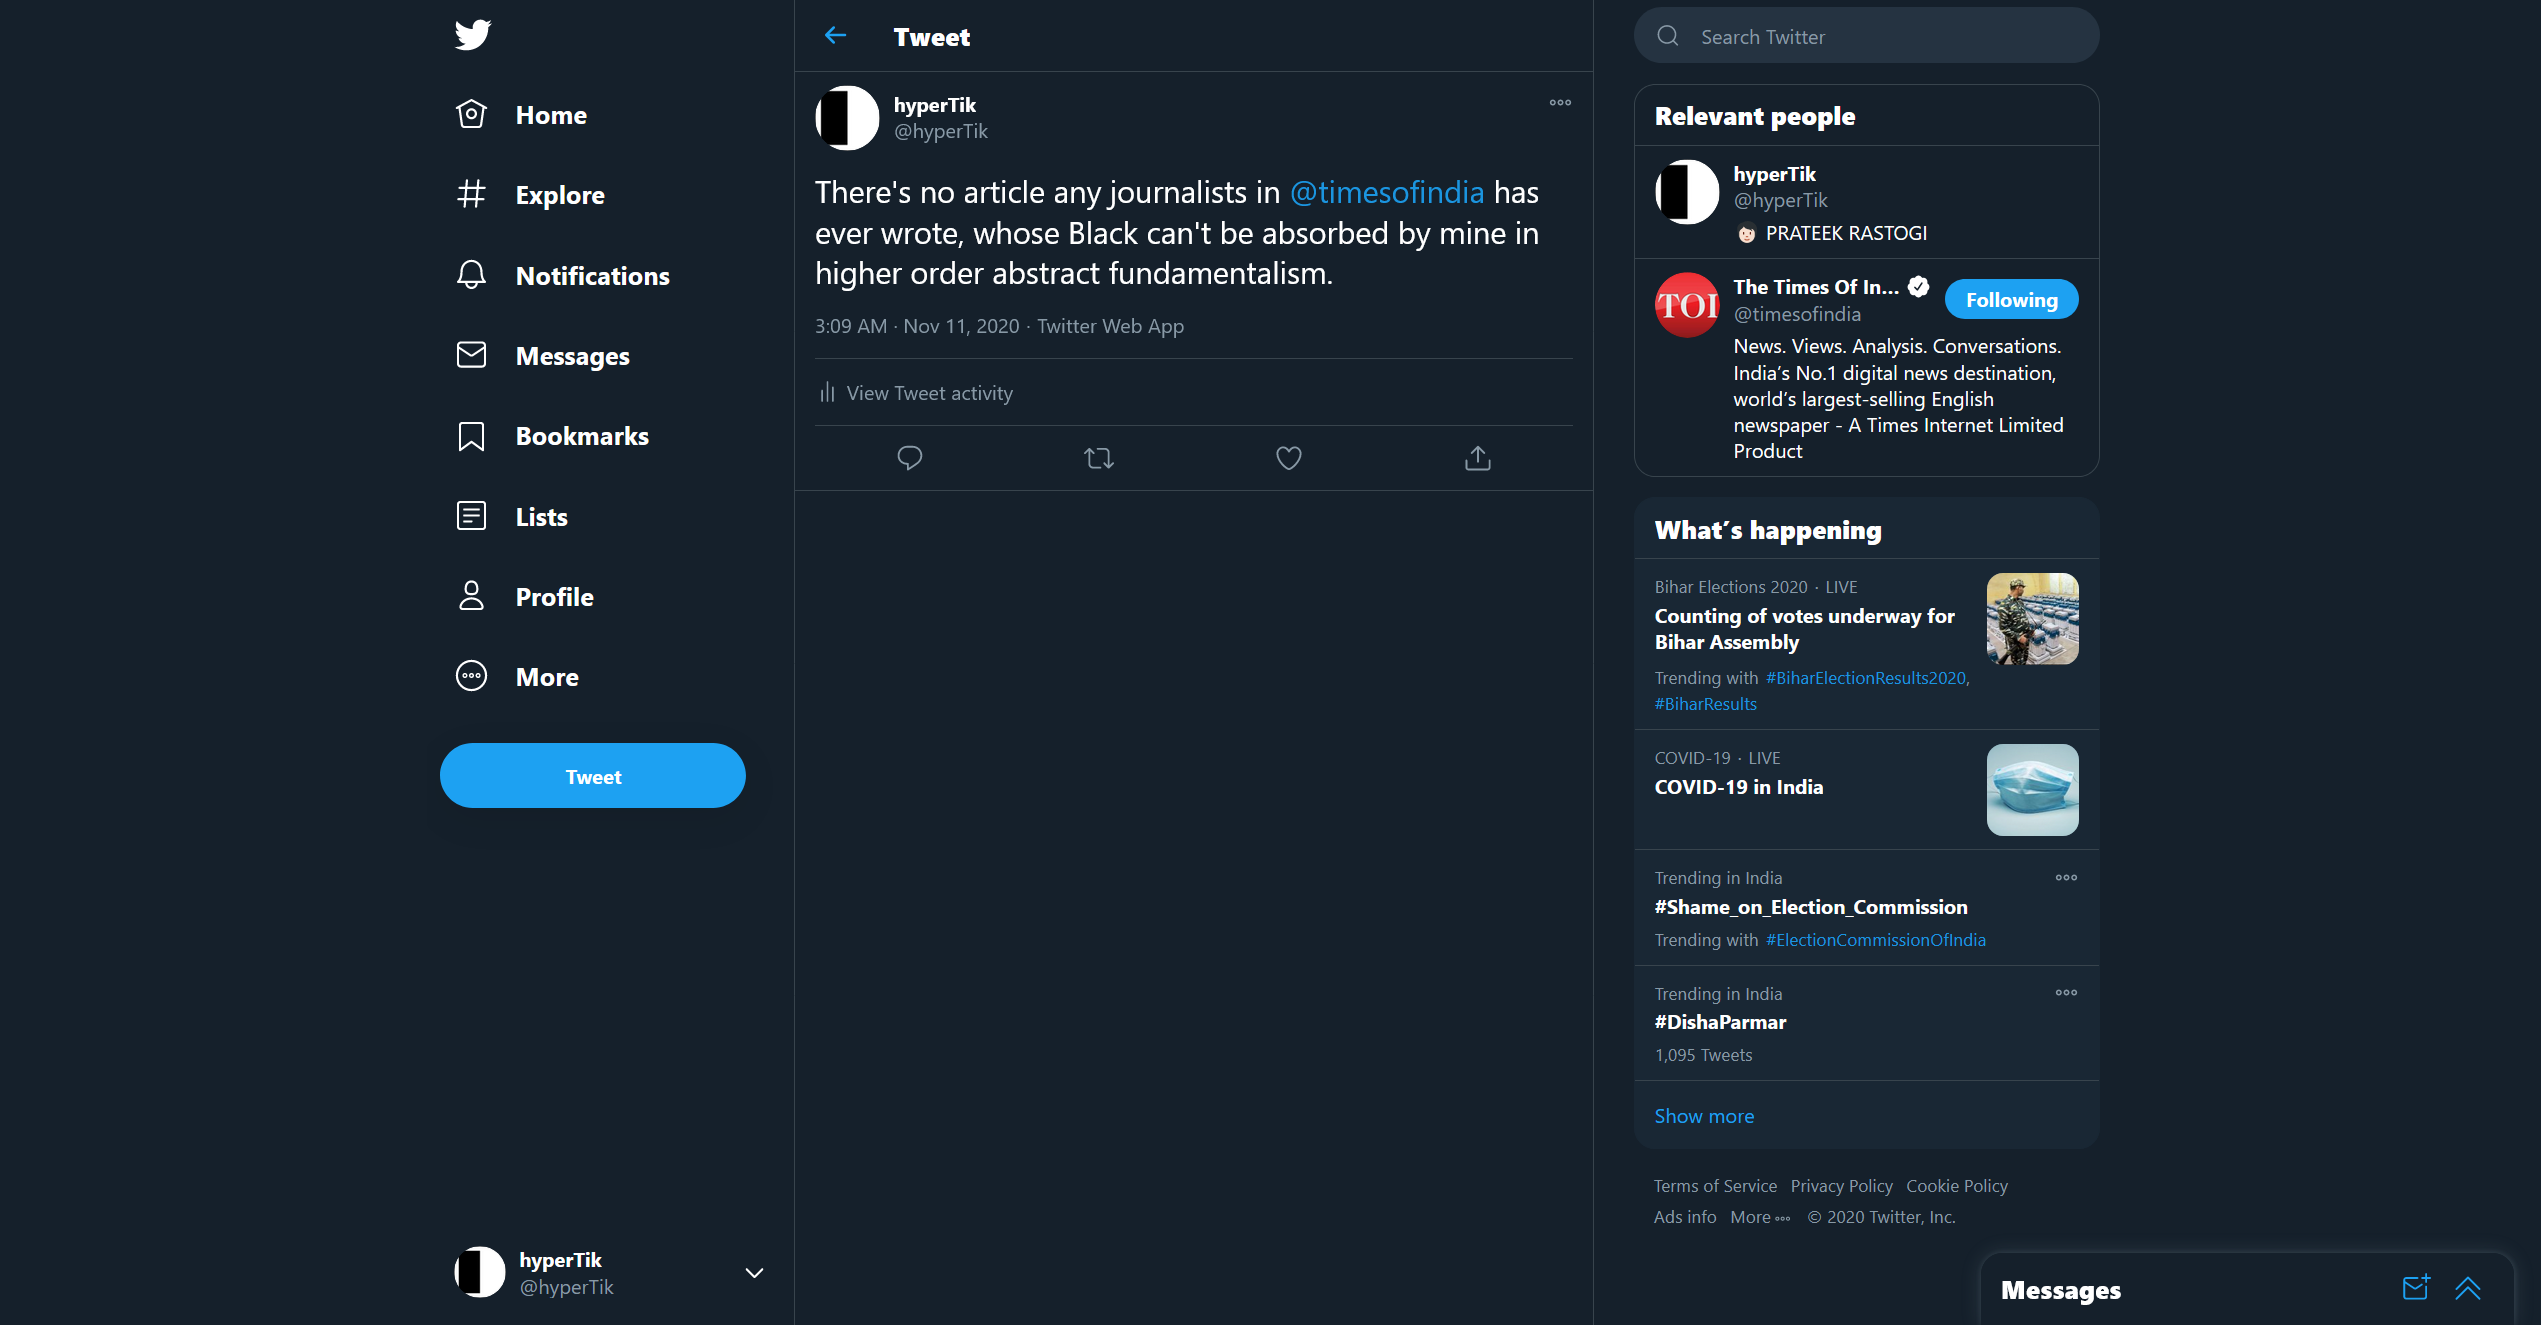 Home
Explore
Notifications
Messages
Bookmarks
Lists
Profile
More
Tweet
hyperTik
@hyperTik
Tweet
hyperTik
@hyperTik
There's no article any journalists in @timesofindia has
ever wrote, whose Black can't be absorbed by mine in
higher order abstract fundamentalism.
3:09 AM · Nov 11, 2020 · Twitter Web App
View Tweet activity
Search Twitter
Relevant people
hyperTik
@hyperTik
PRATEEK RASTOGI
TOI
The Times Of In...
Following
@timesofindia
News. Views. Analysis. Conversations.
India’s No.1 digital news destination,
world’s largest-selling English
newspaper - A Times Internet Limited
Product
What’s happening
Bihar Elections 2020 · LIVE
Counting of votes underway for
Bihar Assembly
Trending with #BiharElectionResults2020,
#BiharResults
COVID-19 · LIVE
COVID-19 in India
Trending in India
#Shame_on_Election_Commission
Trending with #ElectionCommissionOfIndia
Trending in India
#DishaParmar
1,095 Tweets
Show more
Terms of Service Privacy Policy Cookie Policy
Ads info More © 2020 Twitter, Inc.
Messages